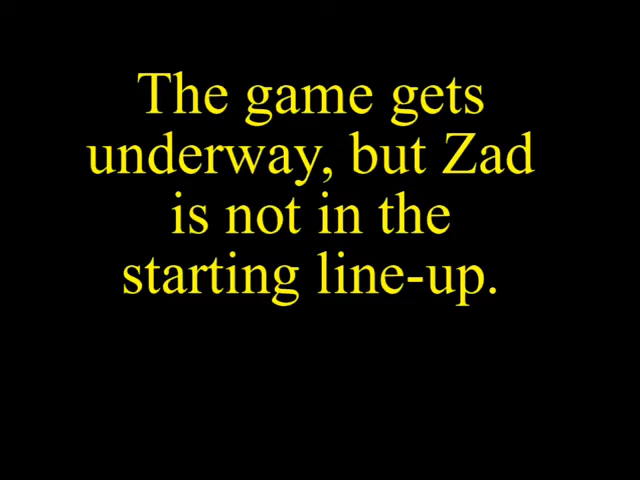 The game gets
underway, but Zad
is not in the
starting line-up.